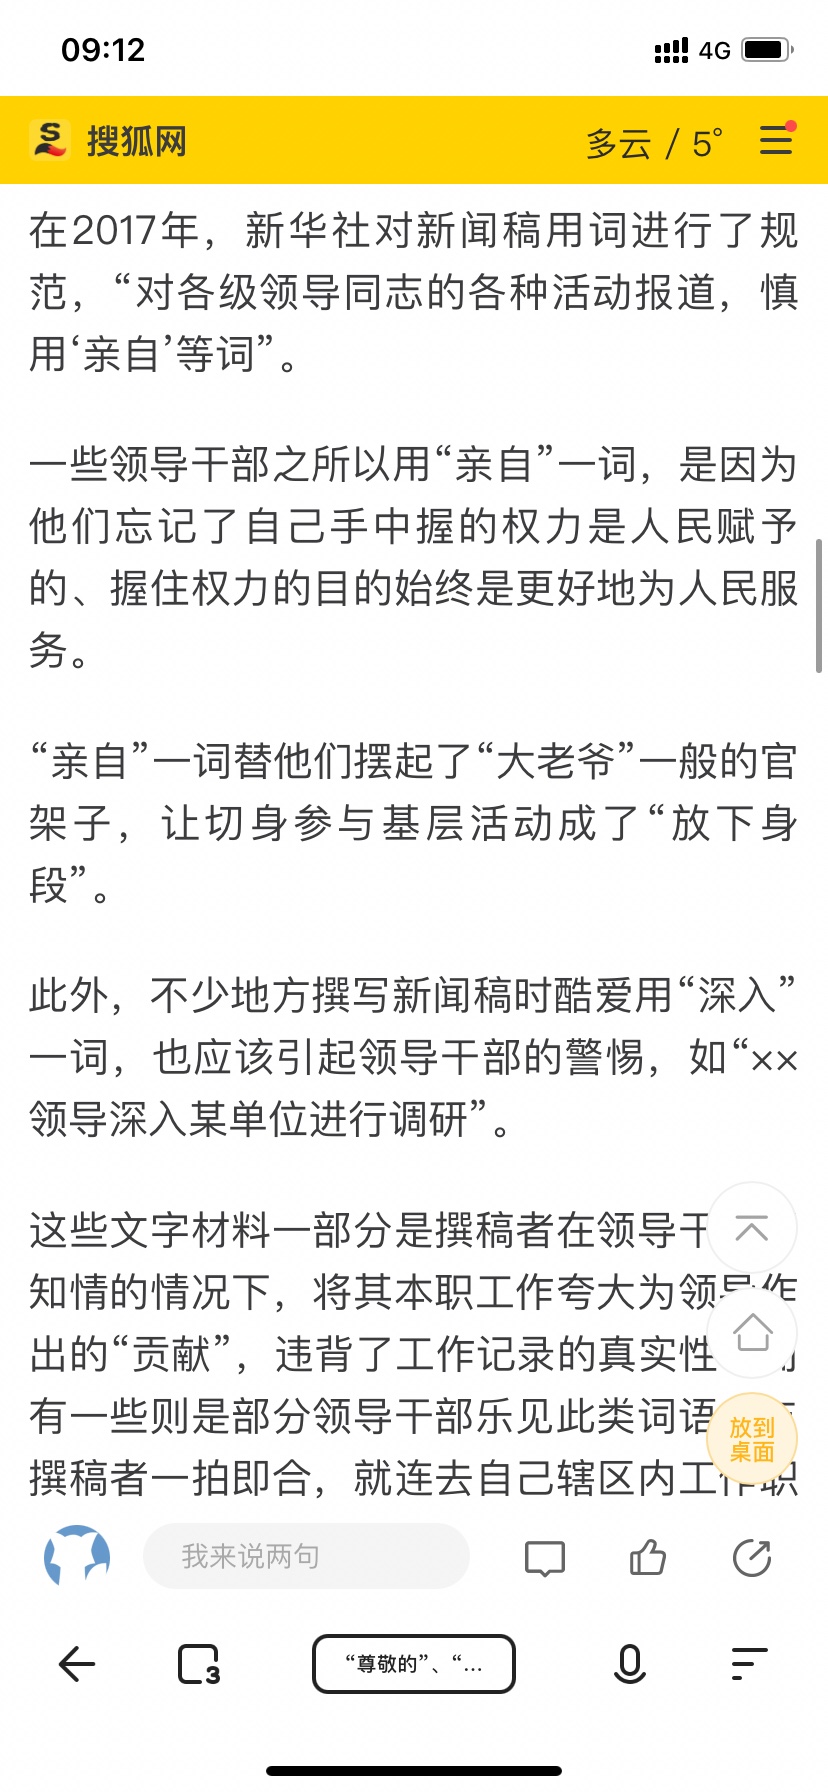 09:12
4G
搜狐网
多云 / 5°
在2017年，新华社对新闻稿用词进行了规
范，“对各级领导同志的各种活动报道，慎
用‘亲自’等词”。
一些领导干部之所以用“亲自”一词，是因为
他们忘记了自己手中握的权力是人民赋予
的、握住权力的目的始终是更好地为人民服
务。
“亲自”一词替他们摆起了“大老爷”一般的官
架子，让切身参与基层活动成了“放下身
段”。
此外，不少地方撰写新闻稿时酷爱用“深入”
一词，也应该引起领导干部的警惕，如“××
领导深入某单位进行调研”。
这些文字材料一部分是撰稿者在领导干
知情的情况下，将其本职工作夸大为领导作
出的“贡献”，违背了工作记录的真实性
有一些则是部分领导干部乐见此类词语
撰稿者一拍即合，就连去自己辖区内工作职
放到
桌面
我来说两句
3
“尊敬的”、“...